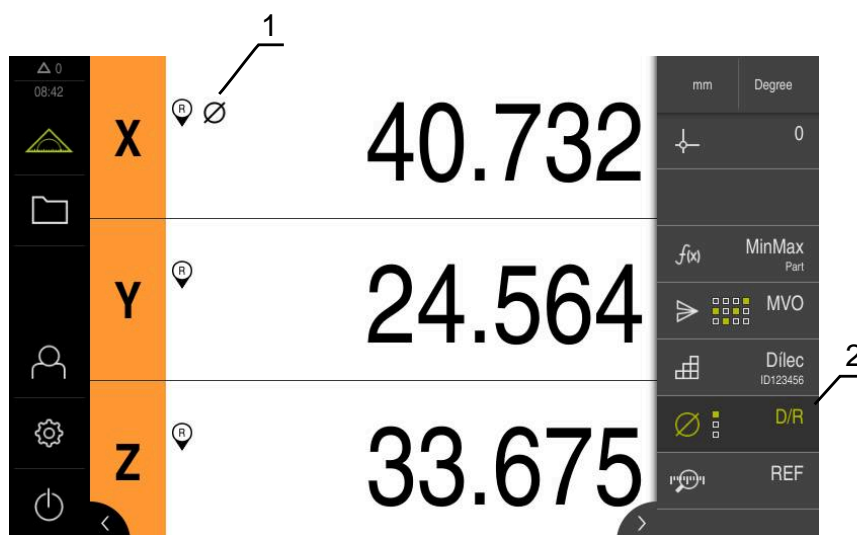 1
0
08:42
mm Degree
X R 40.732
0
Y R 24.564
MinMax
Part
MVO
Dílec
ID123456
2
D/R
Z R 33.675
REF